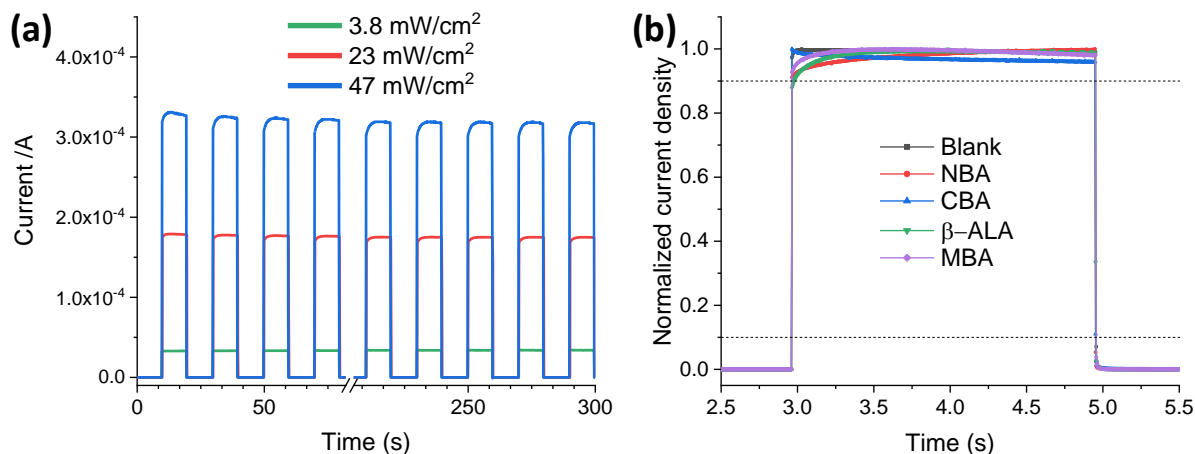 (a)
3.8 mW/cm²
23 mW/cm²
47 mW/cm²
4.0x10⁻⁴
3.0x10⁻⁴
2.0x10⁻⁴
1.0x10⁻⁴
0.0
Current /A
0 50 250 300
Time (s)
(b)
1.0
0.8
0.6
0.4
0.2
0.0
Normalized current density
Blank
NBA
CBA
β–ALA
MBA
2.5 3.0 3.5 4.0 4.5 5.0 5.5
Time (s)